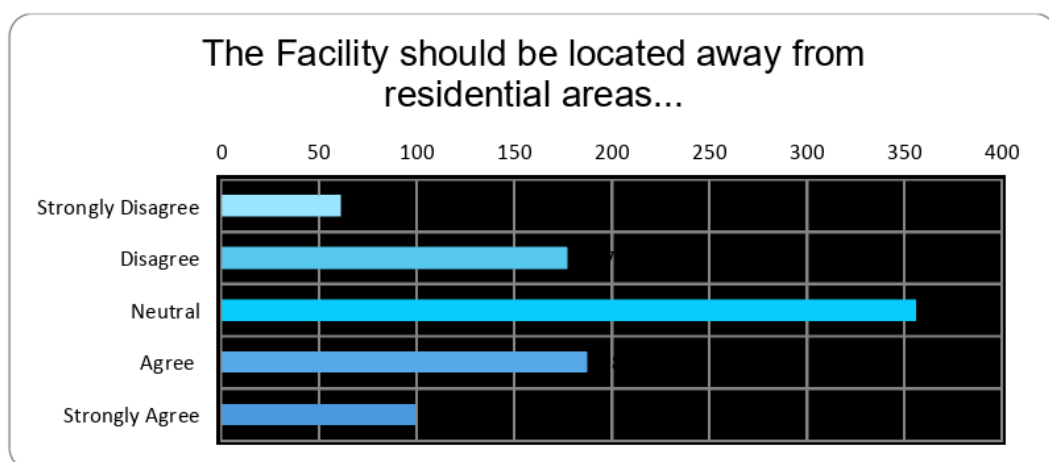 The Facility should be located away from
residential areas...
0 50 100 150 200 250 300 350 400
Strongly Disagree
Disagree
Neutral
Agree
Strongly Agree